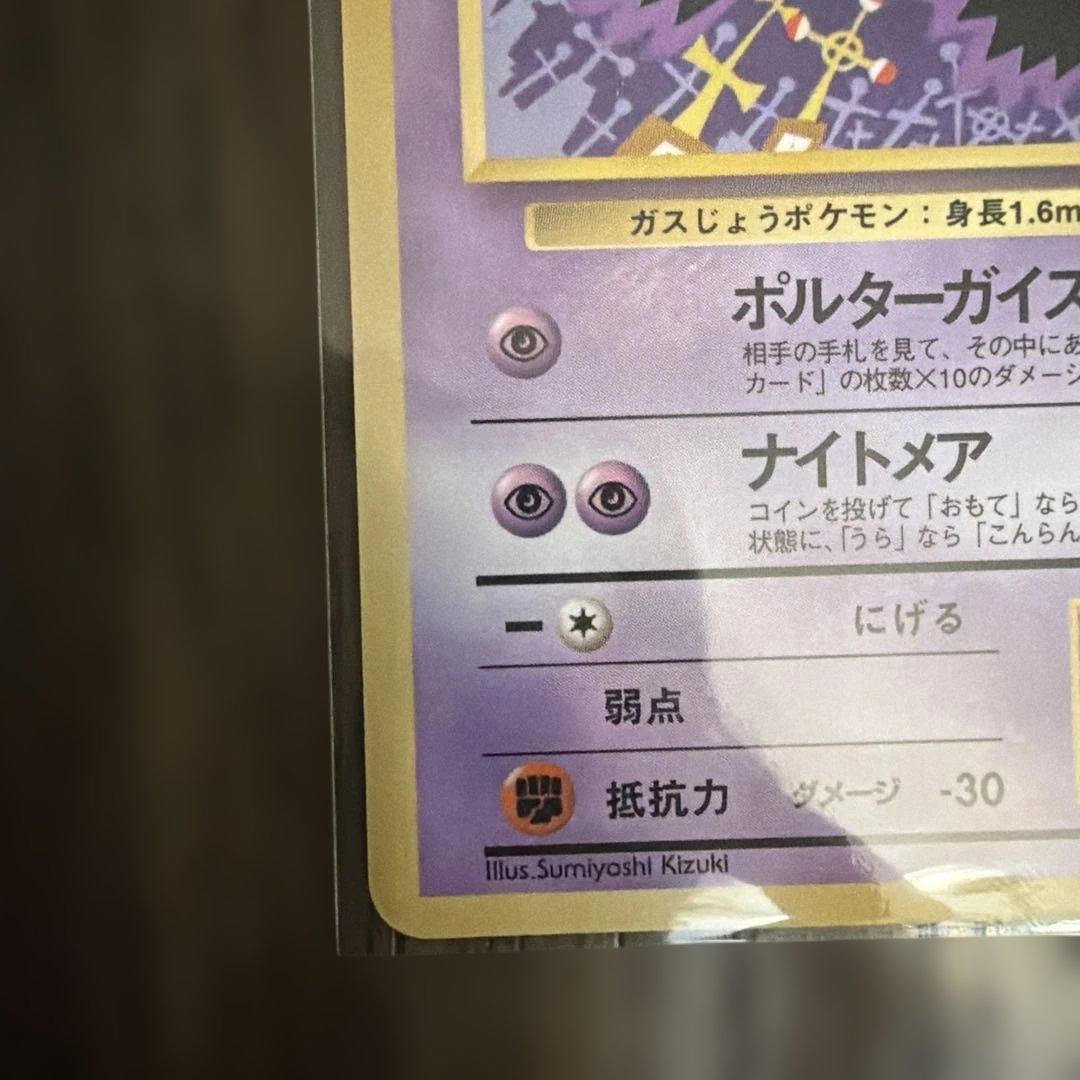 ガスじょうポケモン：身長1.6m
ポルターガイス
相手の手札を見て、その中にあ
カード」の枚数×10のダメージ
ナイトメア
コインを投げて「おもて」なら
状態に、「うら」なら「こんらん
ー
にげる
弱点
抵抗力 ダメージ -30
Illus.Sumiyoshi Kizuki